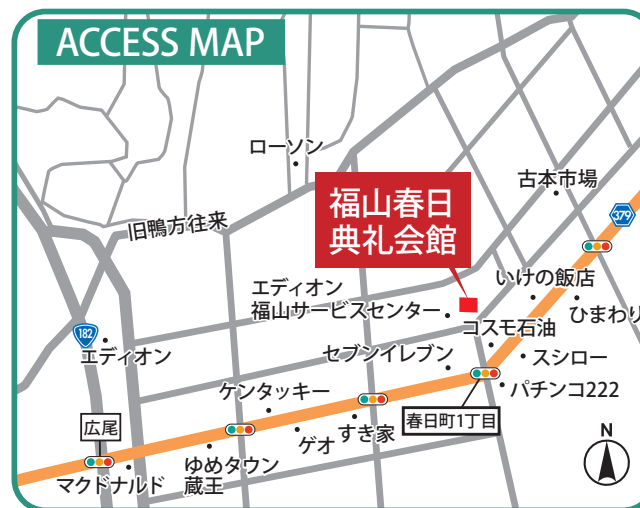 ACCESS MAP
ローソン
古本市場
福山春日
典礼会館
旧鴨方往来
379
エディオン
福山サービスセンター
いけの飯店
ひまわり
182
コスモ石油
エディオン
セブンイレブン
スシロー
ケンタッキー
パチンコ222
広尾
春日町1丁目
すき家
ゲオ
ゆめタウン
蔵王
マクドナルド
N